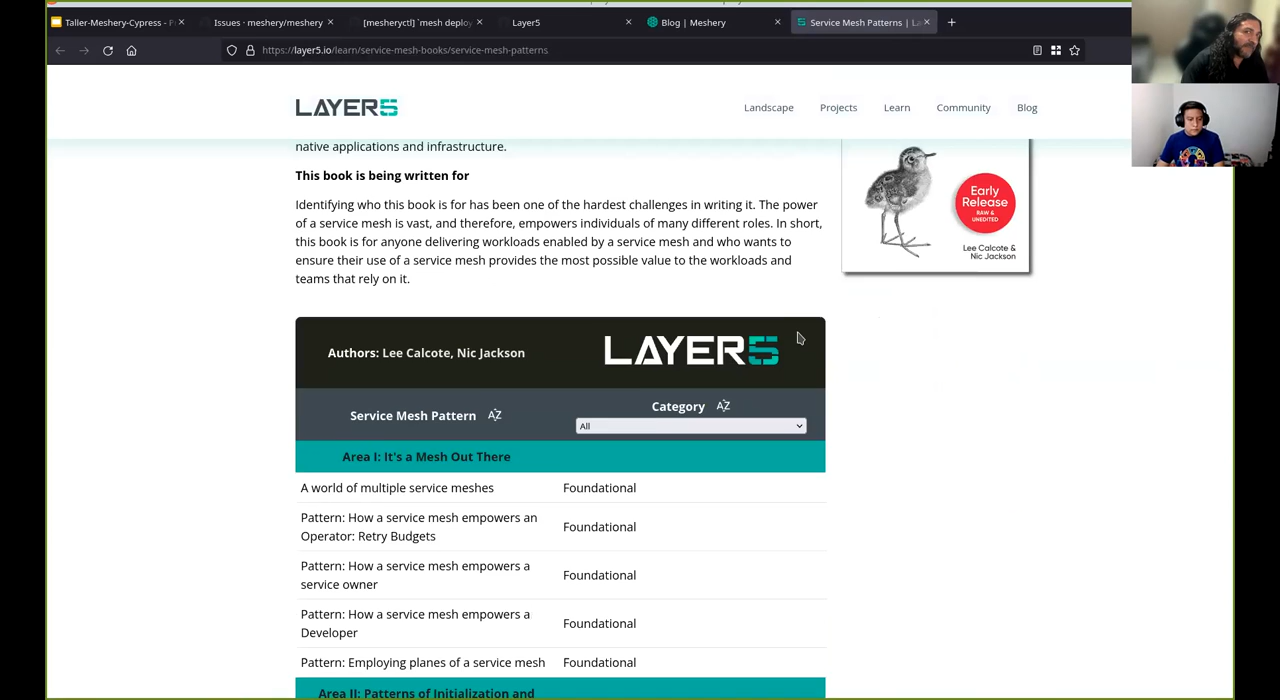 Taller-Meshery-Cypress - Pr
Issues · meshery/meshery
[mesheryctl] `mesh deploy
Layer5
Blog | Meshery
Service Mesh Patterns | La
https://layer5.io/learn/service-mesh-books/service-mesh-patterns
LAYER5
Landscape
Projects
Learn
Community
Blog
native applications and infrastructure.
This book is being written for
Identifying who this book is for has been one of the hardest challenges in writing it. The power
of a service mesh is vast, and therefore, empowers individuals of many different roles. In short,
this book is for anyone delivering workloads enabled by a service mesh and who wants to
ensure their use of a service mesh provides the most possible value to the workloads and
teams that rely on it.
Early
Release
RAW &
UNEDITED
Lee Calcote &
Nic Jackson
Authors: Lee Calcote, Nic Jackson
LAYER5
Service Mesh Pattern AZ
Category AZ
All
Area I: It's a Mesh Out There
A world of multiple service meshes
Foundational
Pattern: How a service mesh empowers an
Operator: Retry Budgets
Foundational
Pattern: How a service mesh empowers a
service owner
Foundational
Pattern: How a service mesh empowers a
Developer
Foundational
Pattern: Employing planes of a service mesh
Foundational
Area II: Patterns of Initialization and